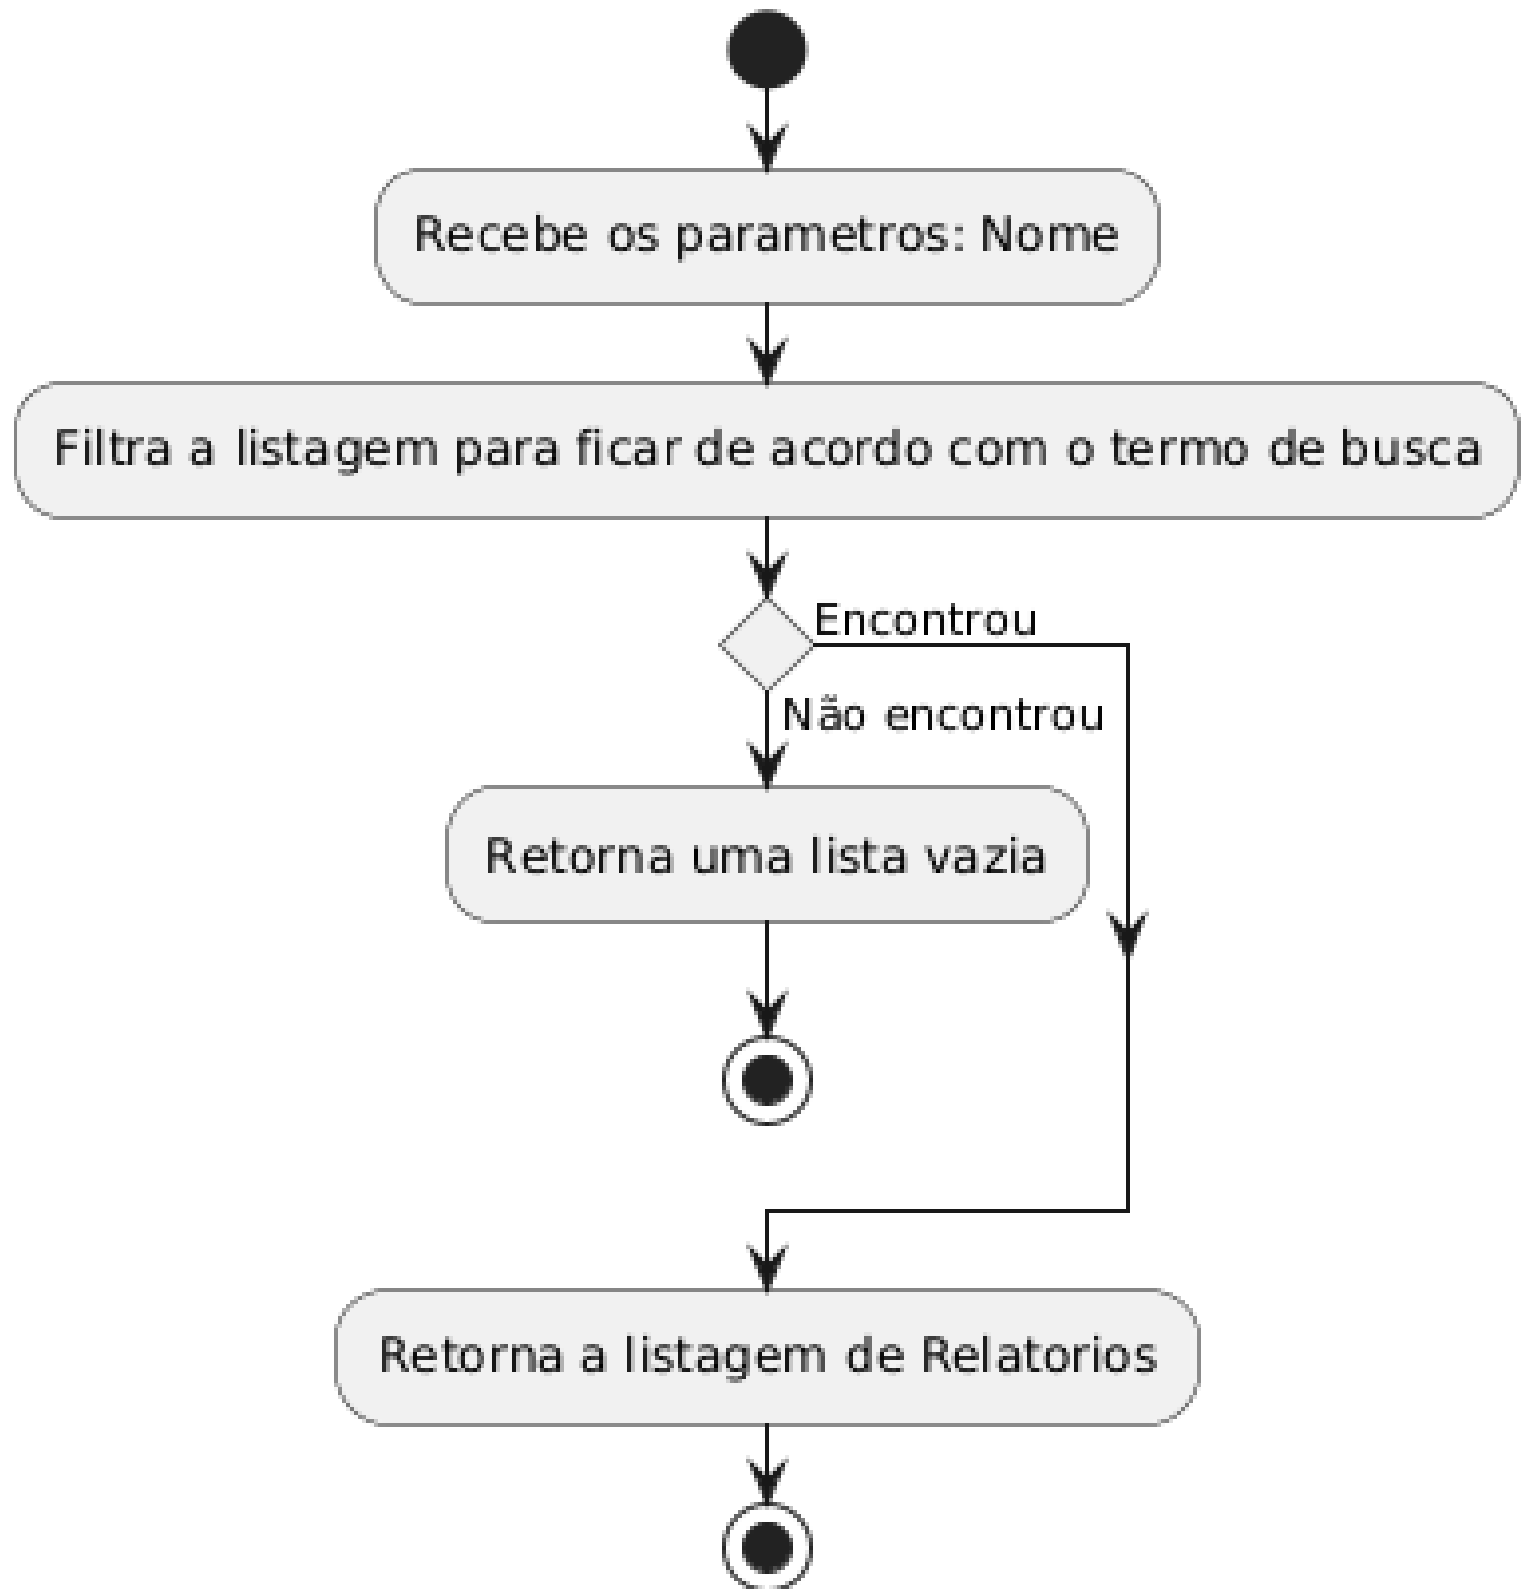 Recebe os parametros: Nome
Filtra a listagem para ficar de acordo com o termo de busca
Encontrou
Não encontrou
Retorna uma lista vazia
Retorna a listagem de Relatorios